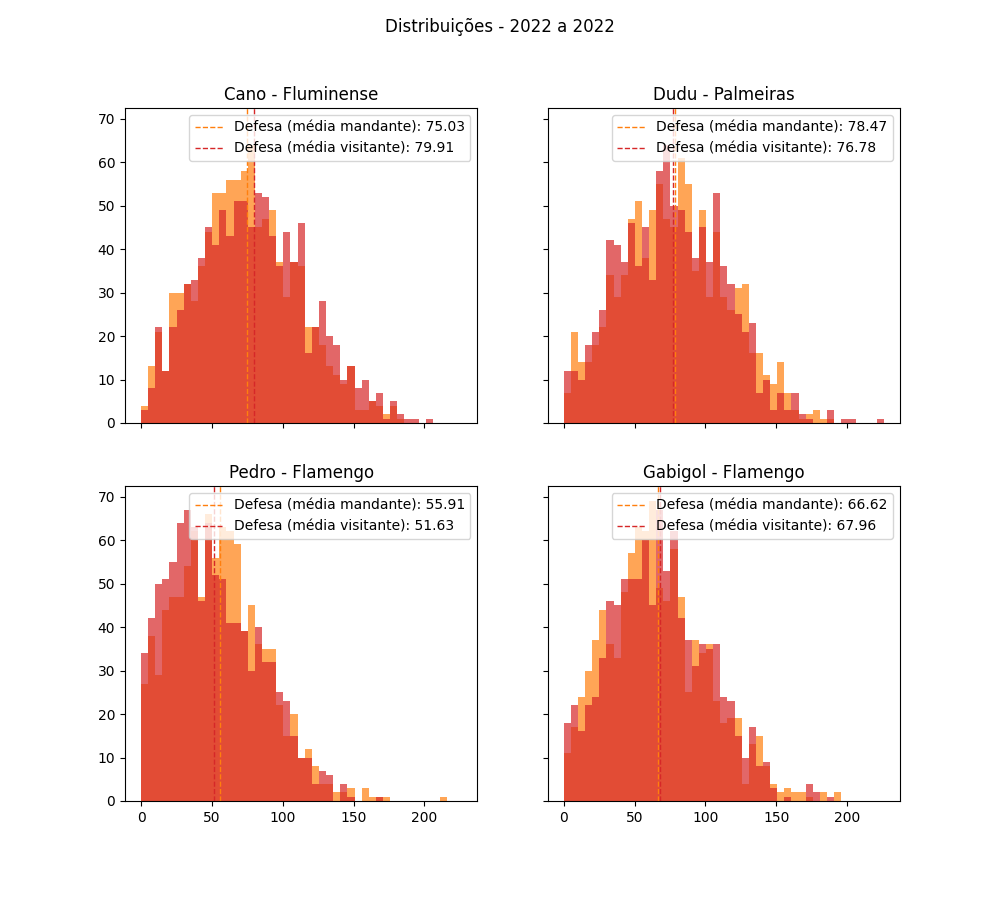 Distribuições - 2022 a 2022
Cano - Fluminense
70
60
50
40
30
20
10
0
Defesa (média mandante): 75.03
Defesa (média visitante): 79.91
Dudu - Palmeiras
Defesa (média mandante): 78.47
Defesa (média visitante): 76.78
Pedro - Flamengo
70
60
50
40
30
20
10
0
Defesa (média mandante): 55.91
Defesa (média visitante): 51.63
0 50 100 150 200
Gabigol - Flamengo
Defesa (média mandante): 66.62
Defesa (média visitante): 67.96
0 50 100 150 200